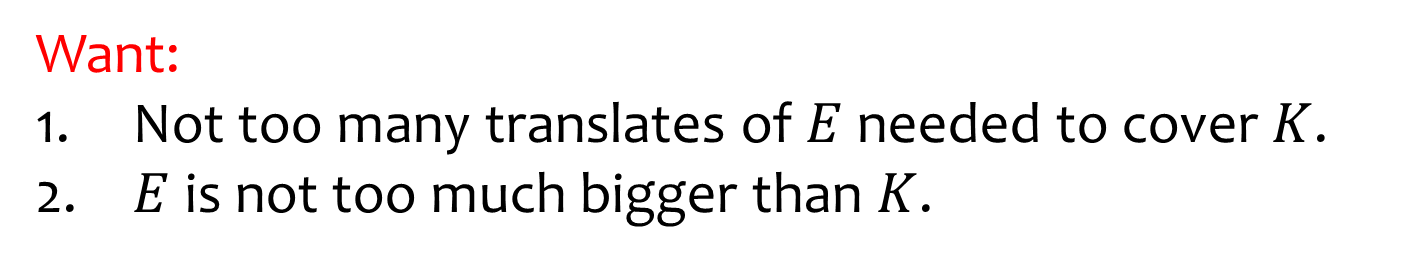 Want:
1. Not too many translates of E needed to cover K.
2. E is not too much bigger than K.